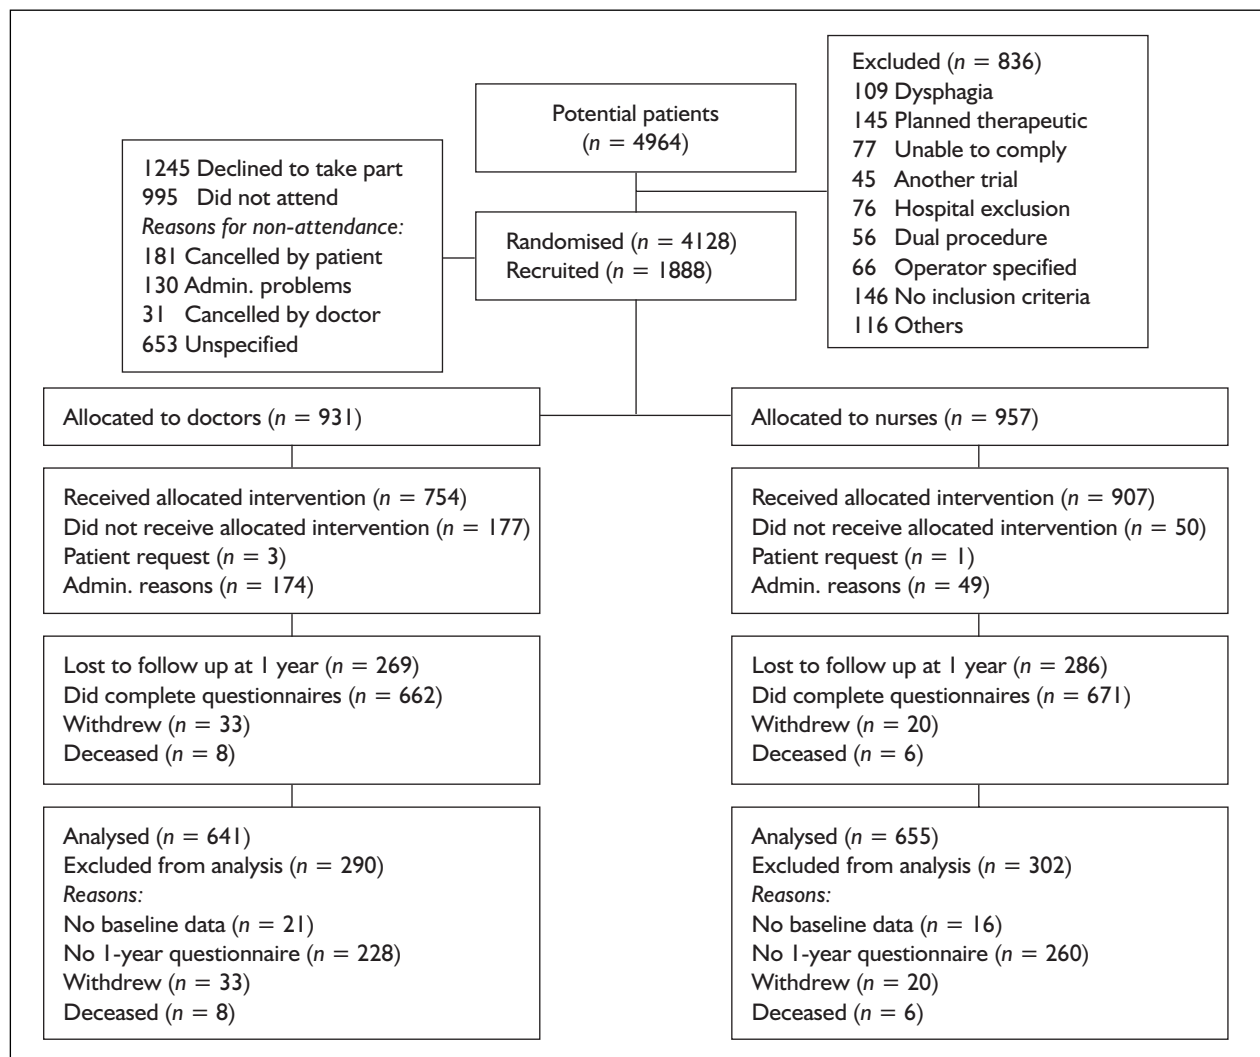 Potential patients
(n = 4964)
Excluded (n = 836)
109 Dysphagia
145 Planned therapeutic
77 Unable to comply
45 Another trial
76 Hospital exclusion
56 Dual procedure
66 Operator specified
146 No inclusion criteria
116 Others
1245 Declined to take part
995 Did not attend
Reasons for non-attendance:
181 Cancelled by patient
130 Admin. problems
31 Cancelled by doctor
653 Unspecified
Randomised (n = 4128)
Recruited (n = 1888)
Allocated to doctors (n = 931)
Received allocated intervention (n = 754)
Did not receive allocated intervention (n = 177)
Patient request (n = 3)
Admin. reasons (n = 174)
Lost to follow up at 1 year (n = 269)
Did complete questionnaires (n = 662)
Withdrew (n = 33)
Deceased (n = 8)
Analysed (n = 641)
Excluded from analysis (n = 290)
Reasons:
No baseline data (n = 21)
No 1-year questionnaire (n = 228)
Withdrew (n = 33)
Deceased (n = 8)
Allocated to nurses (n = 957)
Received allocated intervention (n = 907)
Did not receive allocated intervention (n = 50)
Patient request (n = 1)
Admin. reasons (n = 49)
Lost to follow up at 1 year (n = 286)
Did complete questionnaires (n = 671)
Withdrew (n = 20)
Deceased (n = 6)
Analysed (n = 655)
Excluded from analysis (n = 302)
Reasons:
No baseline data (n = 16)
No 1-year questionnaire (n = 260)
Withdrew (n = 20)
Deceased (n = 6)